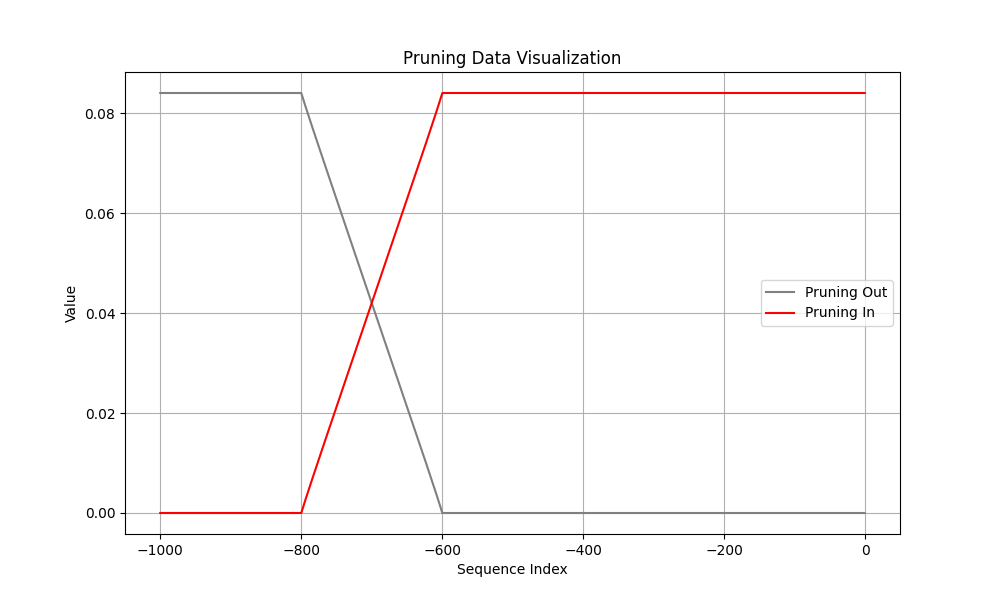 Pruning Data Visualization
0.08
0.06
0.04
0.02
0.00
Value
Pruning Out
Pruning In
−1000 −800 −600 −400 −200 0
Sequence Index